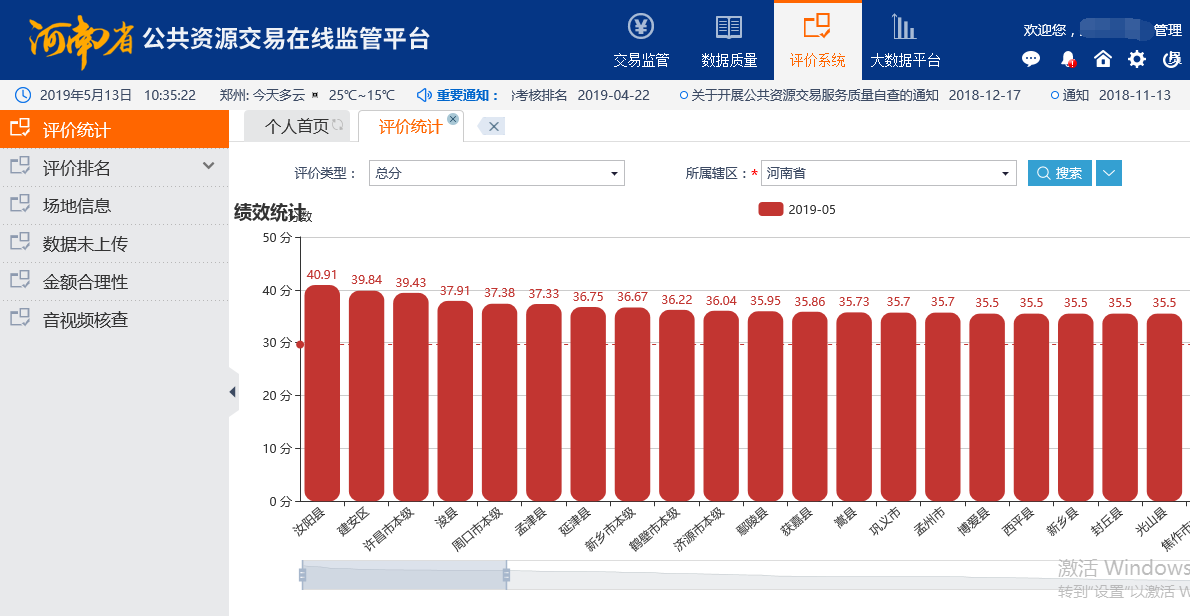 河南省 公共资源交易在线监管平台
交易监管 数据质量 评价系统 大数据平台
欢迎您， 管理
2019年5月13日 10:35:22 郑州: 今天多云 25℃~15℃ 重要通知： 考核排名 2019-04-22 关于开展公共资源交易服务质量自查的通知 2018-12-17 通知 2018-11-13
评价统计
评价排名
场地信息
数据未上传
金额合理性
音视频核查
个人首页 评价统计
评价类型： 总分 所属辖区： * 河南省 搜索
绩效统计
分数
2019-05
50 分
40 分
30 分
20 分
10 分
0 分
40.91 39.84 39.43 37.91 37.38 37.33 36.75 36.67 36.22 36.04 35.95 35.86 35.73 35.7 35.7 35.5 35.5 35.5 35.5 35.5
汝阳县 建安区 许昌市本级 浚县 周口市本级 孟津县 延津县 新乡市本级 鹤壁市本级 济源市本级 鄢陵县 获嘉县 嵩县 巩义市 孟州市 博爱县 西平县 新乡县 封丘县 光山县 焦作市
激活 Windows
转到"设置"以激活 W